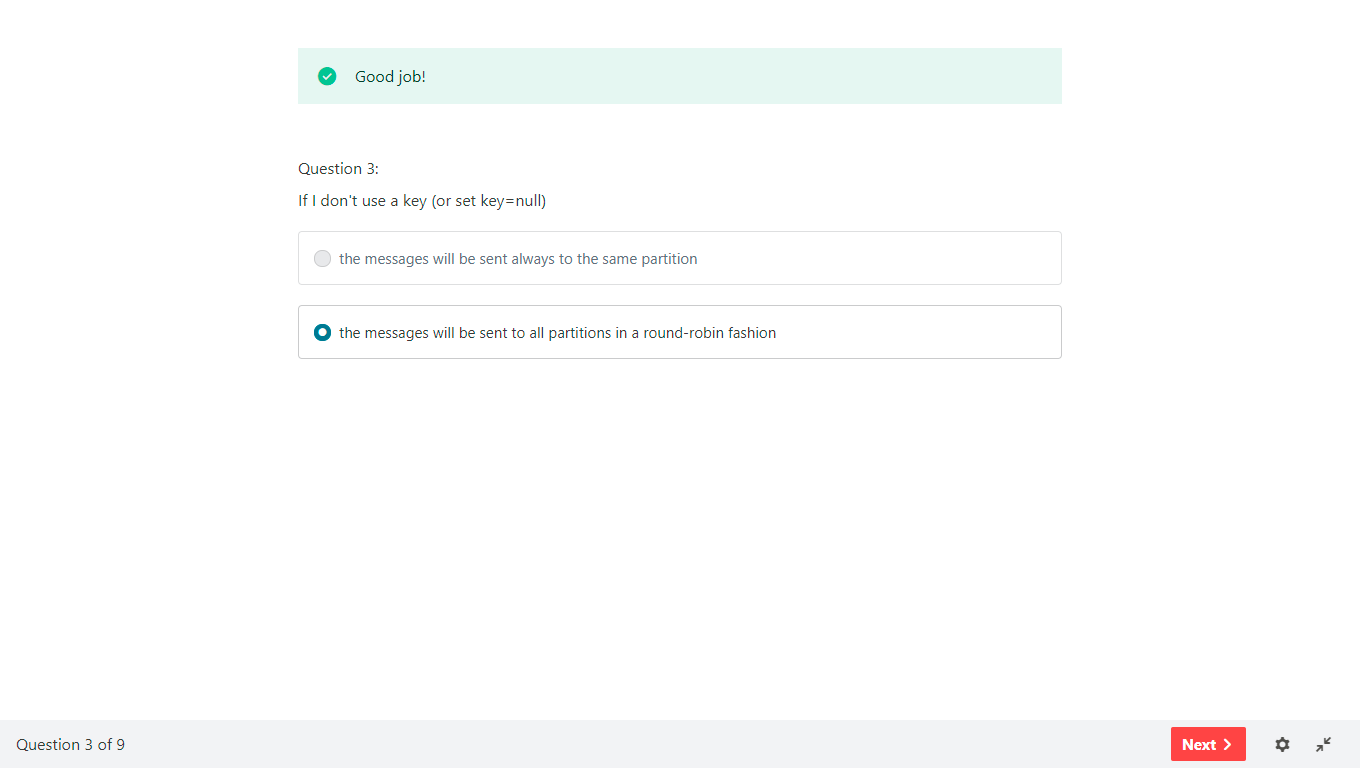 Good job!
Question 3:
If I don't use a key (or set key=null)
the messages will be sent always to the same partition
the messages will be sent to all partitions in a round-robin fashion
Question 3 of 9
Next